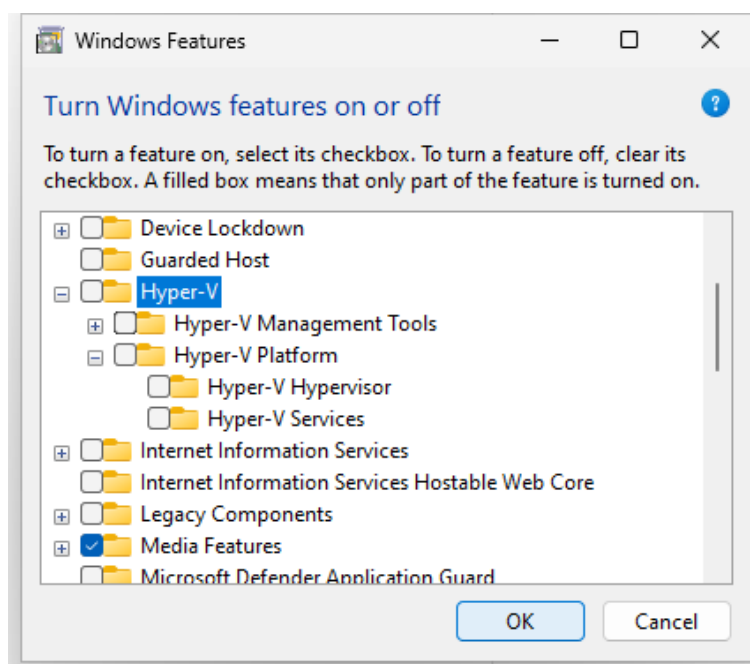 Windows Features
Turn Windows features on or off
?
To turn a feature on, select its checkbox. To turn a feature off, clear its
checkbox. A filled box means that only part of the feature is turned on.
Device Lockdown
Guarded Host
Hyper-V
Hyper-V Management Tools
Hyper-V Platform
Hyper-V Hypervisor
Hyper-V Services
Internet Information Services
Internet Information Services Hostable Web Core
Legacy Components
Media Features
Microsoft Defender Application Guard
OK Cancel